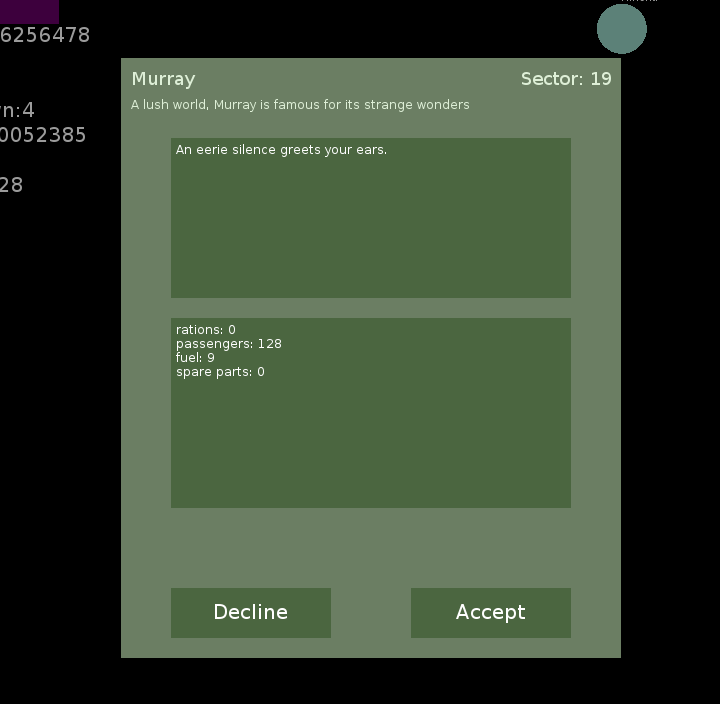 6256478
Murray
Sector: 19
A lush world, Murray is famous for its strange wonders
n:4
0052385
An eerie silence greets your ears.
28
rations: 0
passengers: 128
fuel: 9
spare parts: 0
Decline
Accept